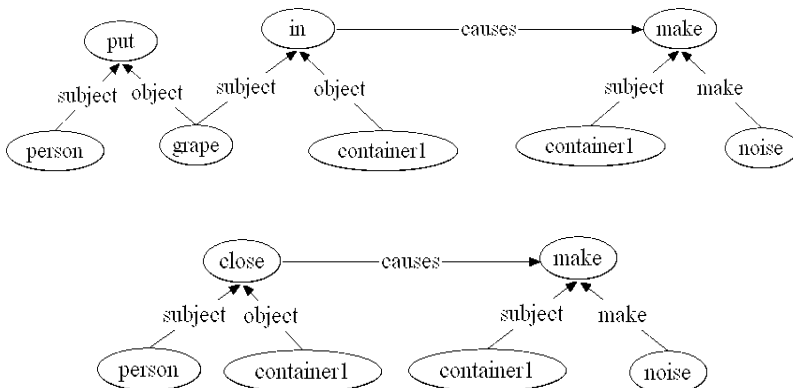 put
in
causes
make
subject
object
subject
object
subject
make
person
grape
container1
container1
noise
close
causes
make
subject
object
subject
make
person
container1
container1
noise